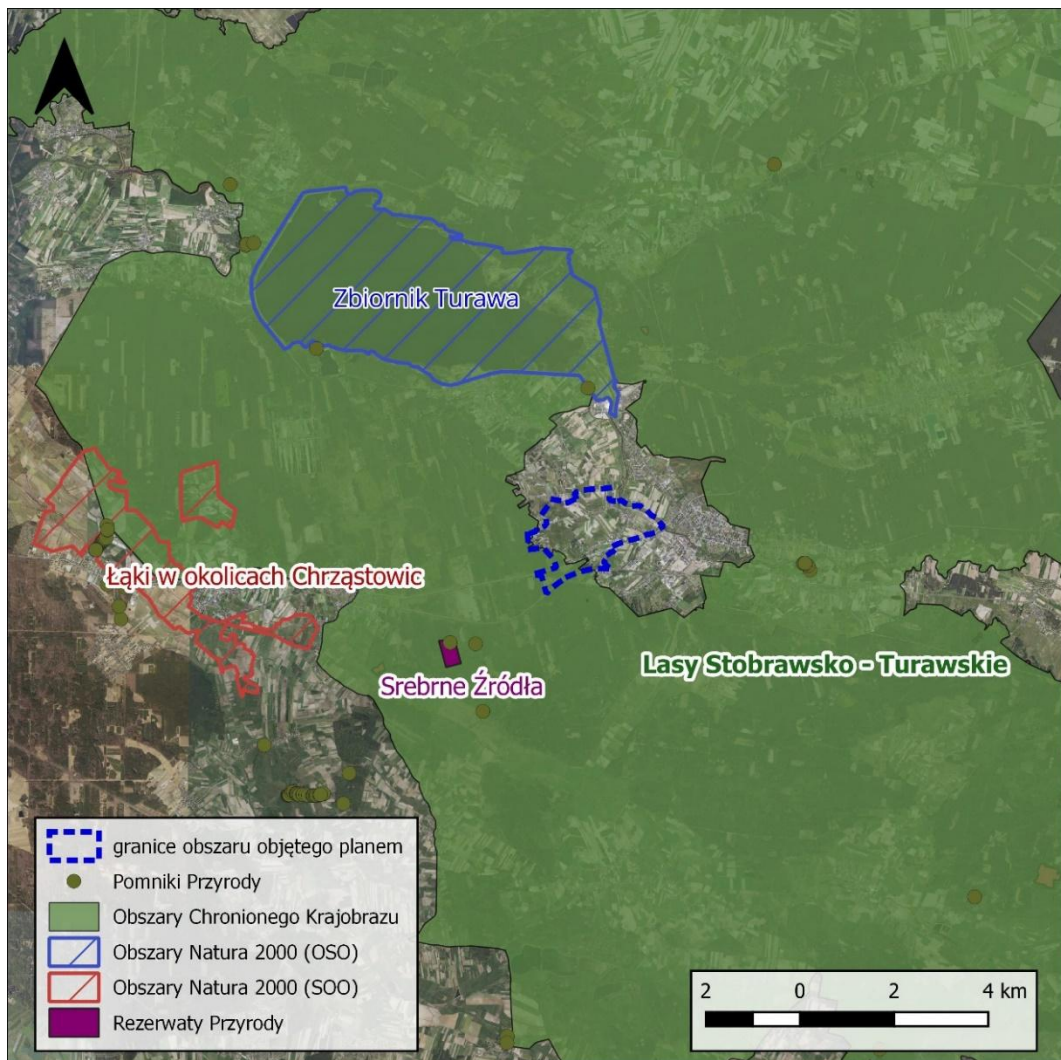 Zbiornik Turawa
Łąki w okolicach Chrząstowic
Lasy Stobrawsko - Turawskie
Srebrne Źródła
granice obszaru objętego planem
Pomniki Przyrody
Obszary Chronionego Krajobrazu
Obszary Natura 2000 (OSO)
Obszary Natura 2000 (SOO)
Rezerwaty Przyrody
2 0 2 4 km